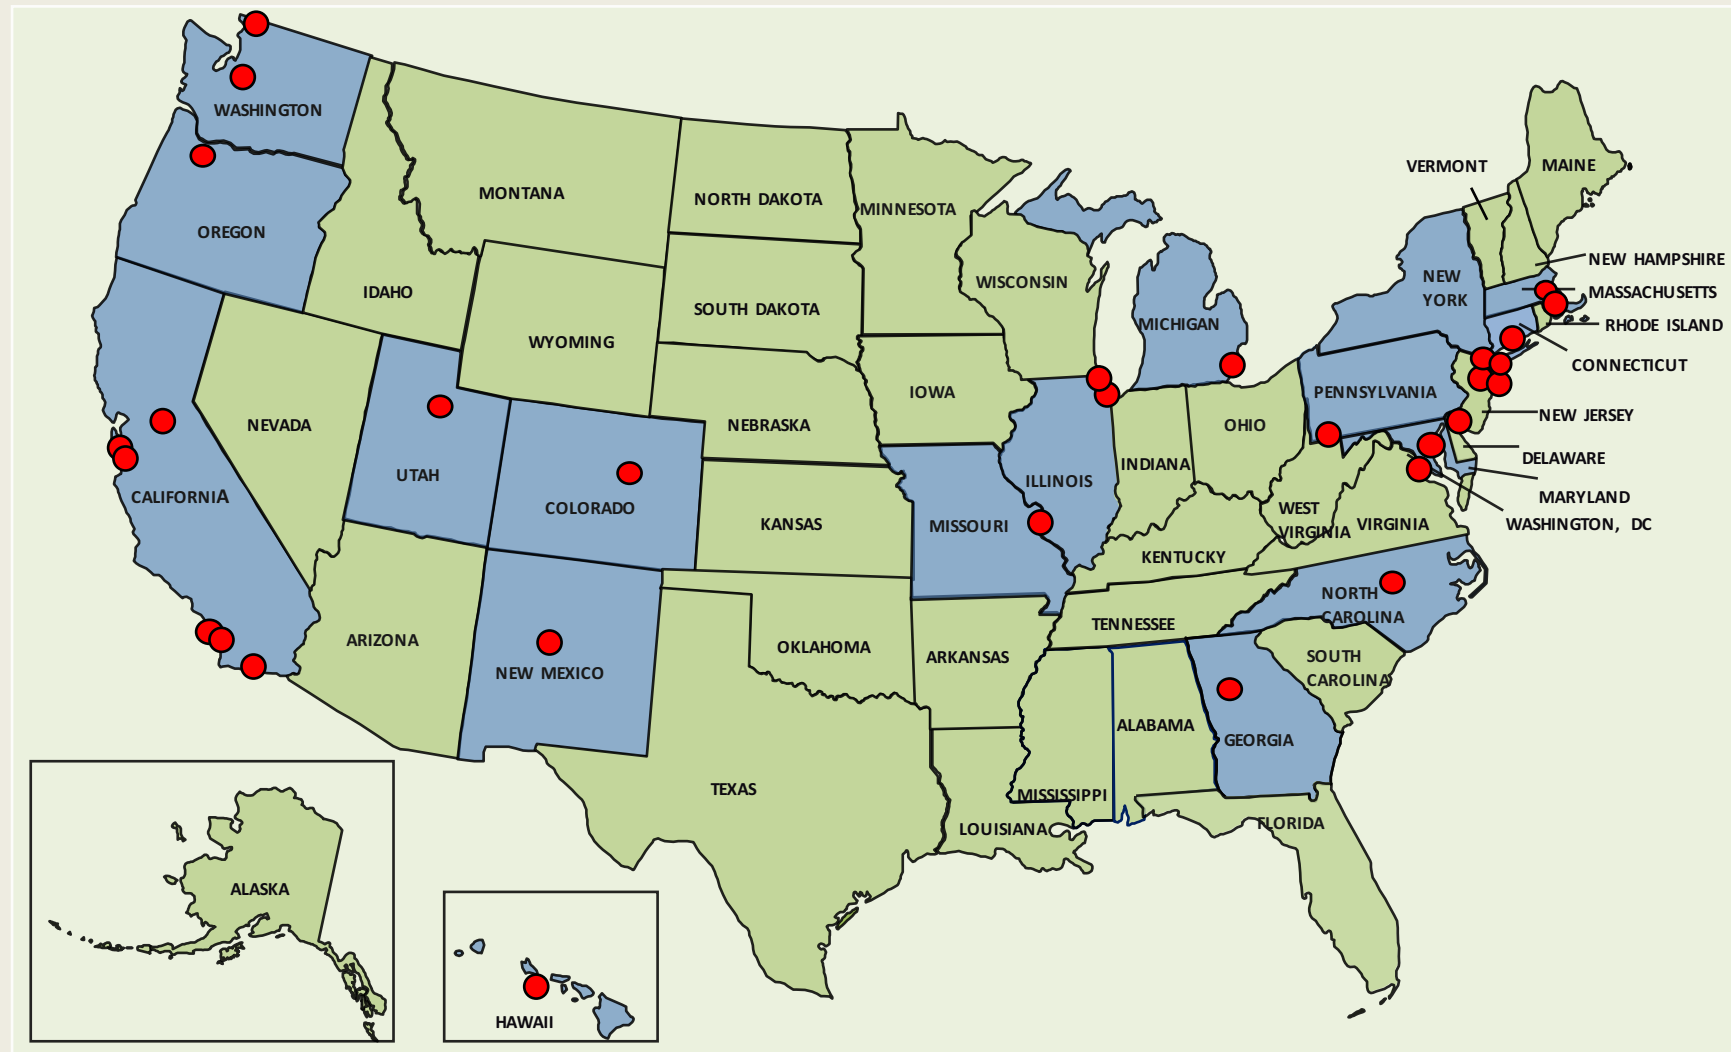 WASHINGTON
OREGON
CALIFORNIA
NEVADA
IDAHO
MONTANA
WYOMING
UTAH
COLORADO
ARIZONA
NEW MEXICO
NORTH DAKOTA
SOUTH DAKOTA
NEBRASKA
KANSAS
OKLAHOMA
TEXAS
MINNESOTA
IOWA
MISSOURI
ARKANSAS
LOUISIANA
WISCONSIN
ILLINOIS
MICHIGAN
INDIANA
OHIO
KENTUCKY
TENNESSEE
MISSISSIPPI
ALABAMA
GEORGIA
FLORIDA
SOUTH
CAROLINA
NORTH
CAROLINA
VIRGINIA
WEST
VIRGINIA
PENNSYLVANIA
NEW
YORK
VERMONT
MAINE
NEW HAMPSHIRE
MASSACHUSETTS
RHODE ISLAND
CONNECTICUT
NEW JERSEY
DELAWARE
MARYLAND
WASHINGTON, DC
ALASKA
HAWAII